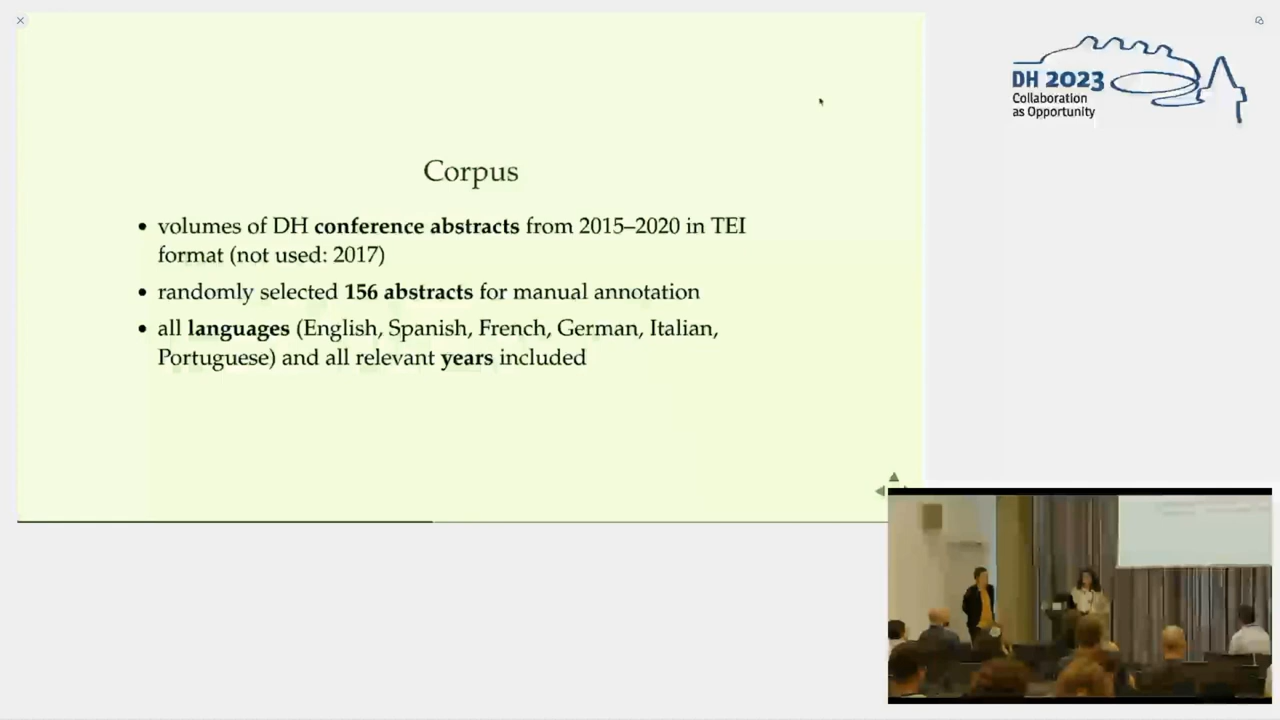 Corpus
• volumes of DH conference abstracts from 2015–2020 in TEI
format (not used: 2017)
• randomly selected 156 abstracts for manual annotation
• all languages (English, Spanish, French, German, Italian,
Portuguese) and all relevant years included
DH 2023
Collaboration
as Opportunity